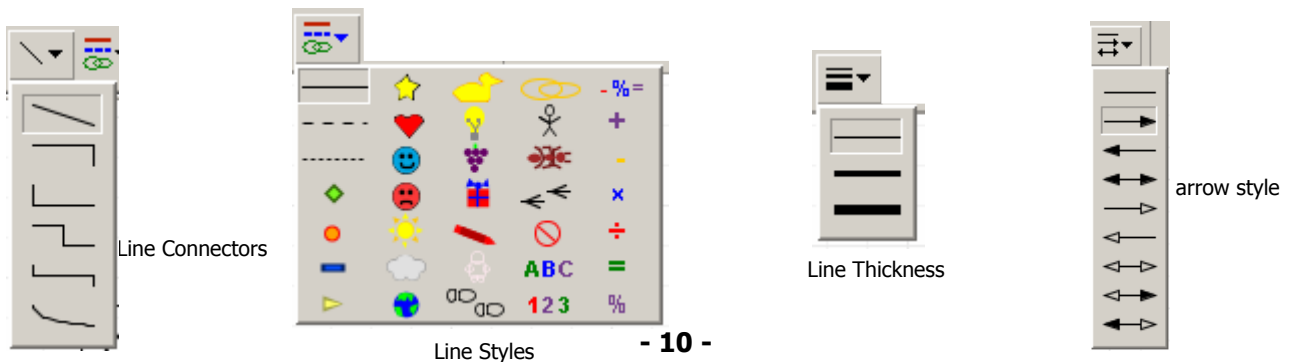 - %=
+
-
×
÷
ABC =
123 %
Line Connectors
arrow style
Line Thickness
Line Styles
- 10 -